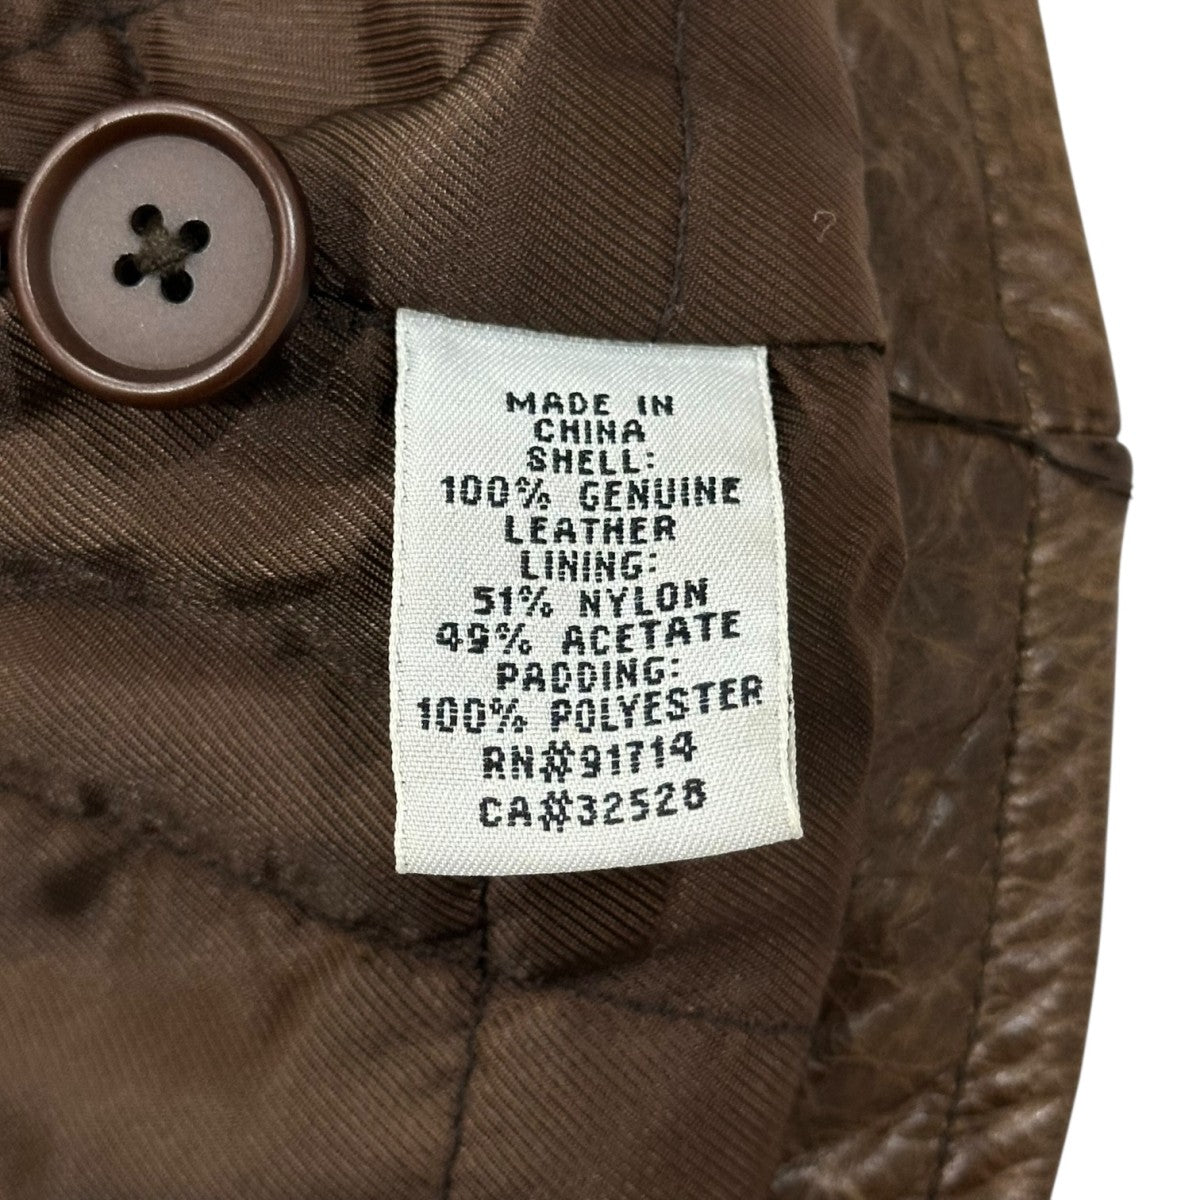 MADE IN
CHINA
SHELL:
100% GENUINE
LEATHER
LINING:
51% NYLON
49% ACETATE
PADDING:
100% POLYESTER
RN#91714
CA#32528